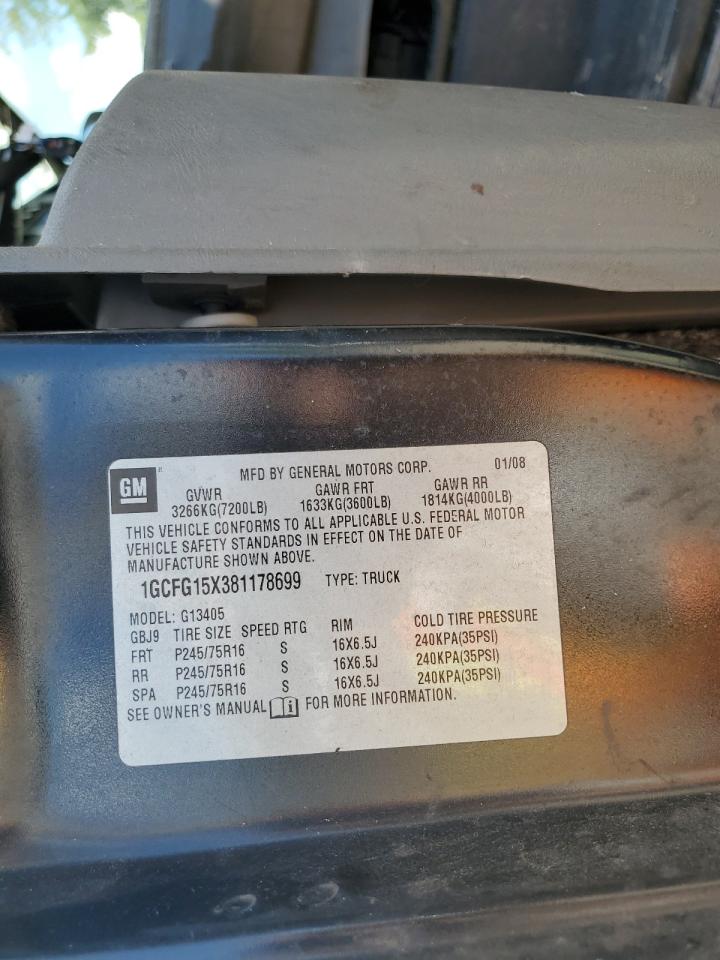 GM MFD BY GENERAL MOTORS CORP. 01/08
GVWR GAWR FRT GAWR RR
3266KG(7200LB) 1633KG(3600LB) 1814KG(4000LB)
THIS VEHICLE CONFORMS TO ALL APPLICABLE U.S. FEDERAL MOTOR
VEHICLE SAFETY STANDARDS IN EFFECT ON THE DATE OF
MANUFACTURE SHOWN ABOVE.
1GCFG15X381178699 TYPE: TRUCK
MODEL: G13405
GBJ9 TIRE SIZE SPEED RTG RIM COLD TIRE PRESSURE
FRT P245/75R16 S 16X6.5J 240KPA(35PSI)
RR P245/75R16 S 16X6.5J 240KPA(35PSI)
SPA P245/75R16 S 16X6.5J 240KPA(35PSI)
SEE OWNER'S MANUAL i FOR MORE INFORMATION.